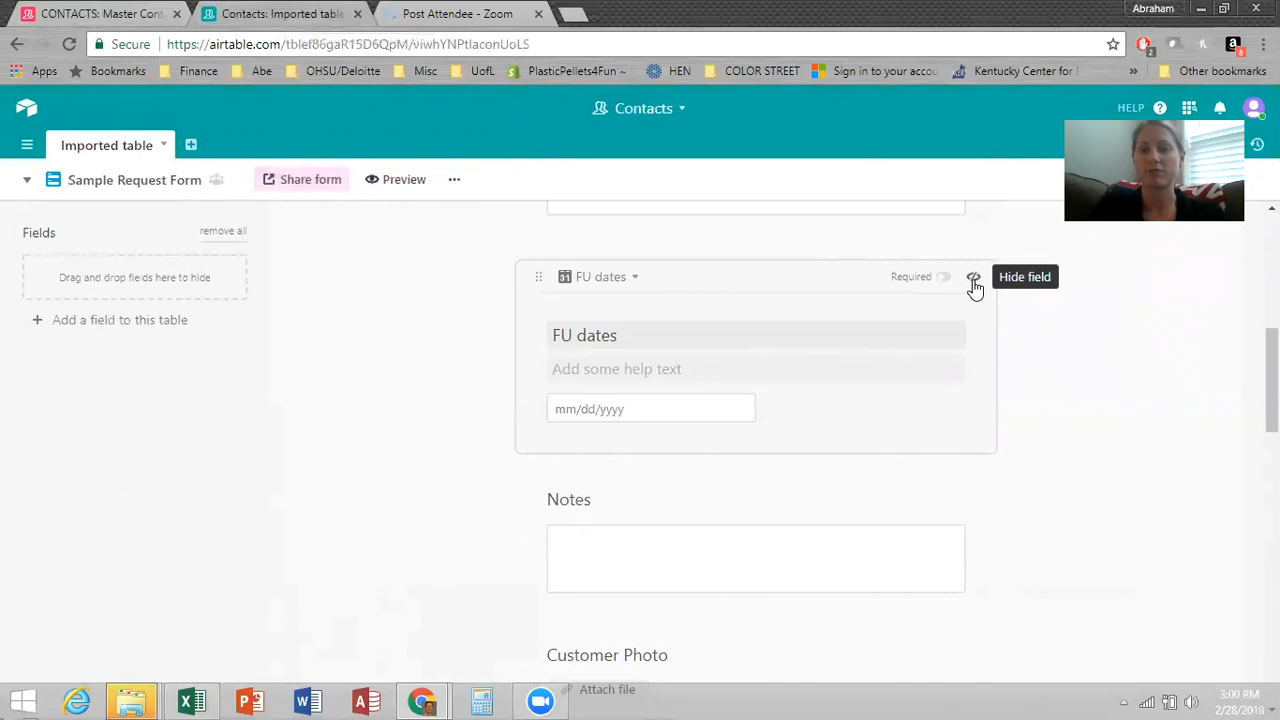 CONTACTS: Master Cont
Contacts: Imported table
Post Attendee - Zoom
Abraham
Secure
https://airtable.com/tblef86gaR15D6QpM/viwhYNPtIaconUoLS
2
6
Apps
Bookmarks
Finance
Abe
OHSU/Deloitte
Misc
UofL
PlasticPellets4Fun ~
HEN
COLOR STREET
Sign in to your accou
Kentucky Center for I
»
Other bookmarks
Contacts
HELP
Imported table
Sample Request Form
Share form
Preview
Fields
remove all
Drag and drop fields here to hide
Add a field to this table
31 FU dates
Required
Hide field
FU dates
Add some help text
mm/dd/yyyy
Notes
Customer Photo
Attach file
3:00 PM
2/28/2018